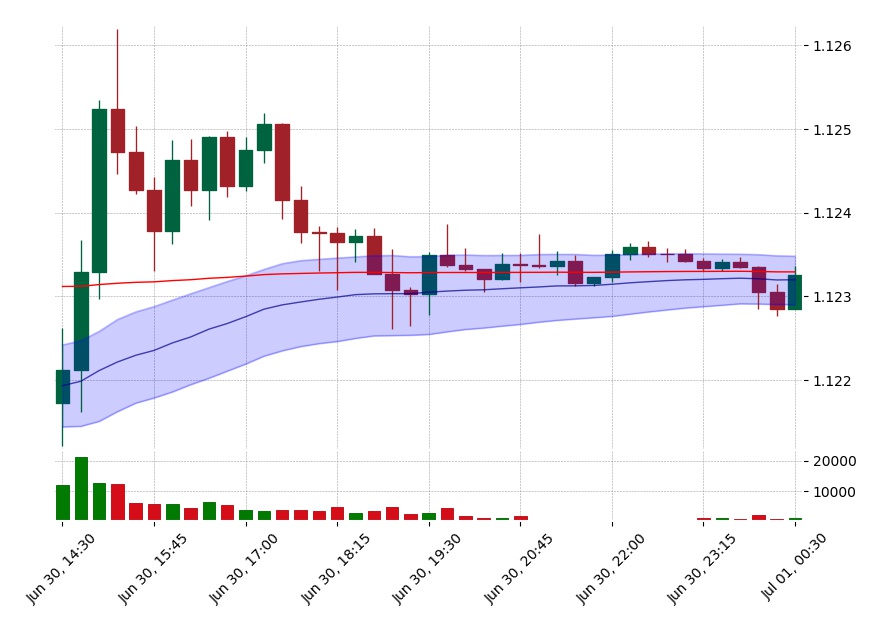 1.126
1.125
1.124
1.123
1.122
20000
10000
Jun 30, 14:30
Jun 30, 15:45
Jun 30, 17:00
Jun 30, 18:15
Jun 30, 19:30
Jun 30, 20:45
Jun 30, 22:00
Jun 30, 23:15
Jul 01, 00:30